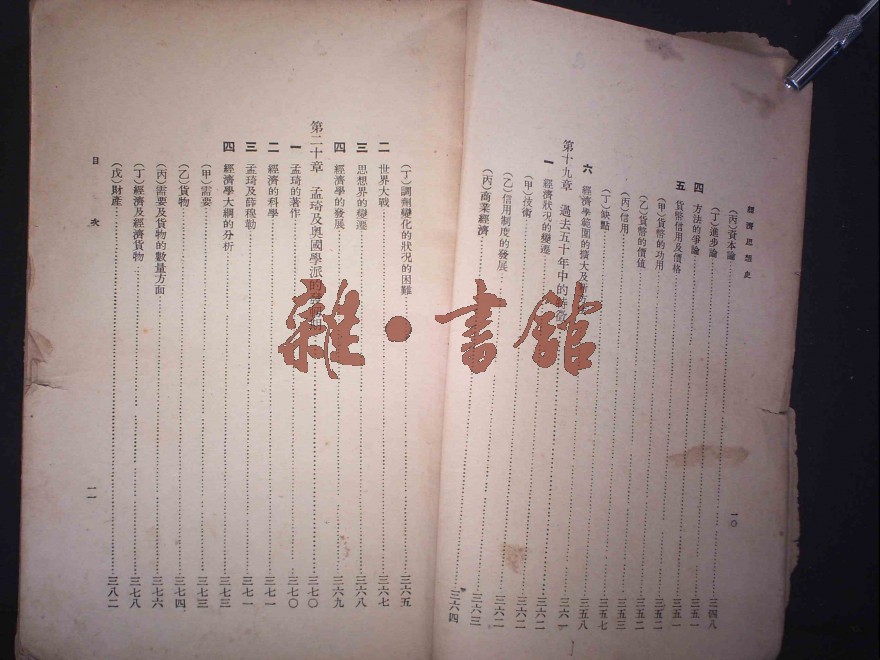 經濟思想史
(丙)資本論……三四八
(丁)進步論……三五一
四 方法的爭論……三五一
五 貨幣信用及價格……三五二
(甲)貨幣的功用……三五二
(乙)貨幣的價值……三五三
(丙)信用……三五七
(丁)缺點……三五八
六 經濟學範圍的擴大及新……三六一
第十九章 過去五十年中的特徵……三六二
一 經濟狀況的變遷……三六二
(甲)技術……三六二
(乙)信用制度的發展……三六三
(丙)商業經濟……三六四
一〇
(丁)調劑變化的狀況的困難……三六五
二 世界大戰……三六七
三 思想界的變遷……三六八
四 經濟學的發展……三六九
第二十章 孟琦及奧國學派的……三七〇
一 孟琦的著作……三七〇
二 經濟的科學……三七一
三 孟琦及薛穆勒……三七一
四 經濟學大綱的分析……三七三
(甲)需要……三七三
(乙)貨物……三七四
(丙)需要及貨物的數量方面……三七六
(丁)經濟及經濟貨物……三七八
(戊)財產……三八二
目 次
一一
雜·書館